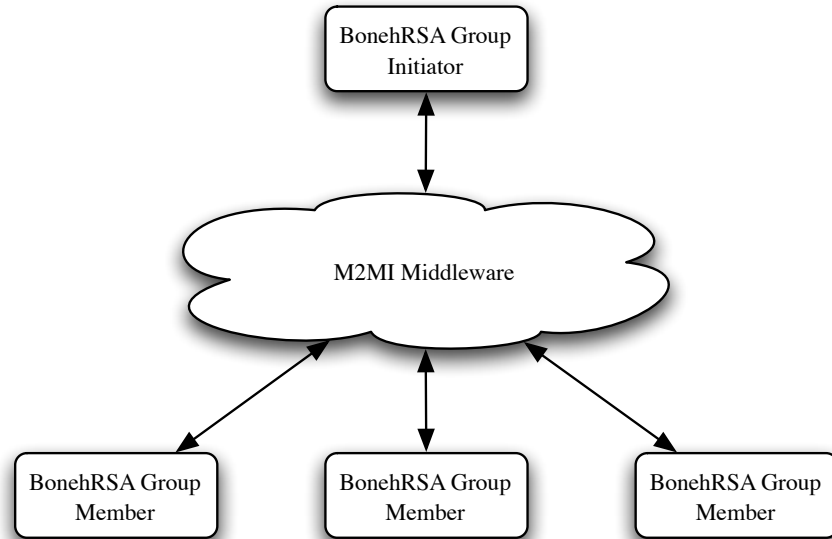 BonehRSA Group
Initiator
M2MI Middleware
BonehRSA Group
Member
BonehRSA Group
Member
BonehRSA Group
Member